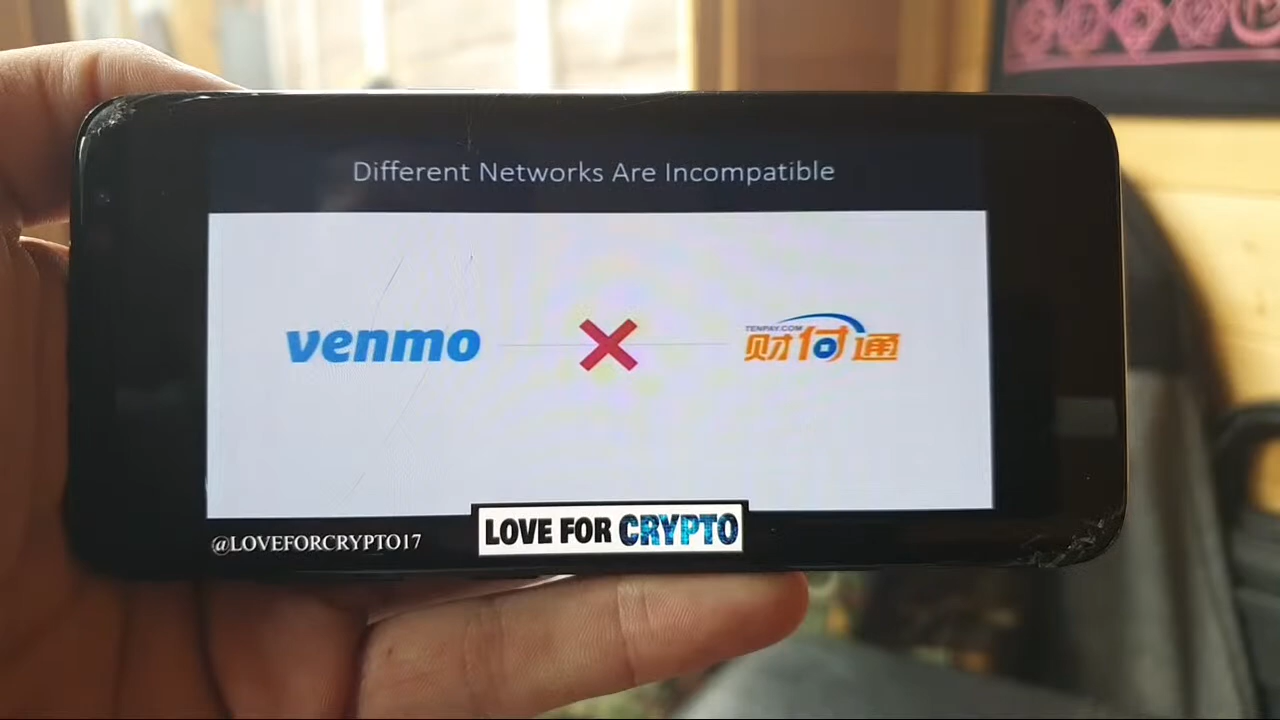 Different Networks Are Incompatible
venmo
TENPAY.COM
财付通
LOVE FOR CRYPTO
@LOVEFORCRYPTO17